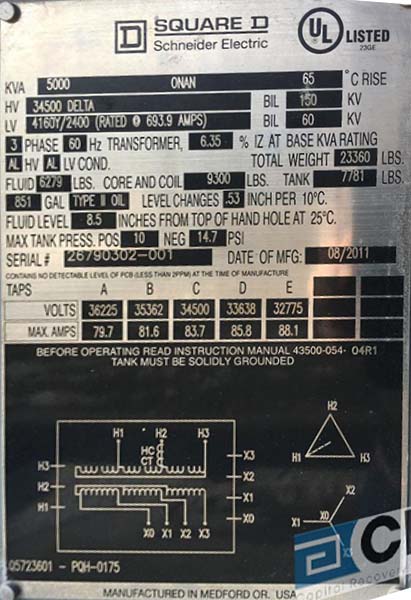 D SQUARE D
Schneider Electric
UL LISTED
23GE
KVA 5000 ONAN 65 °C RISE
HV 34500 DELTA BIL 150 KV
LV 4160Y/2400 (RATED @ 693.9 AMPS) BIL 60 KV
3 PHASE 60 Hz TRANSFORMER, 6.35 % IZ AT BASE KVA RATING
AL HV AL LV COND. TOTAL WEIGHT 23360 LBS.
FLUID 6279 LBS. CORE AND COIL 9300 LBS. TANK 7781 LBS.
851 GAL TYPE II OIL LEVEL CHANGES .53 INCH PER 10°C.
FLUID LEVEL 8.5 INCHES FROM TOP OF HAND HOLE AT 25°C.
MAX TANK PRESS. POS 10 NEG 14.7 PSI
SERIAL # 26790302-001 DATE OF MFG. 08/2011
CONTAINS NO DETECTABLE LEVEL OF PCB (LESS THAN 2PPM) AT THE TIME OF MANUFACTURE
TAPS A B C D E
VOLTS 36225 35362 34500 33638 32775
MAX. AMPS 79.7 81.6 83.7 85.8 88.1
BEFORE OPERATING READ INSTRUCTION MANUAL 43500-054- 04R1
TANK MUST BE SOLIDLY GROUNDED
H1 H2 H3
HC
CT
H3 X3
X2
H2 X1
H1 X0
X0 X1 X2 X3
H2
H1 H3
X2
X0
X1
X3
05723601 - PQH-0175
AC
Capital Recovery
MANUFACTURED IN MEDFORD OR. USA